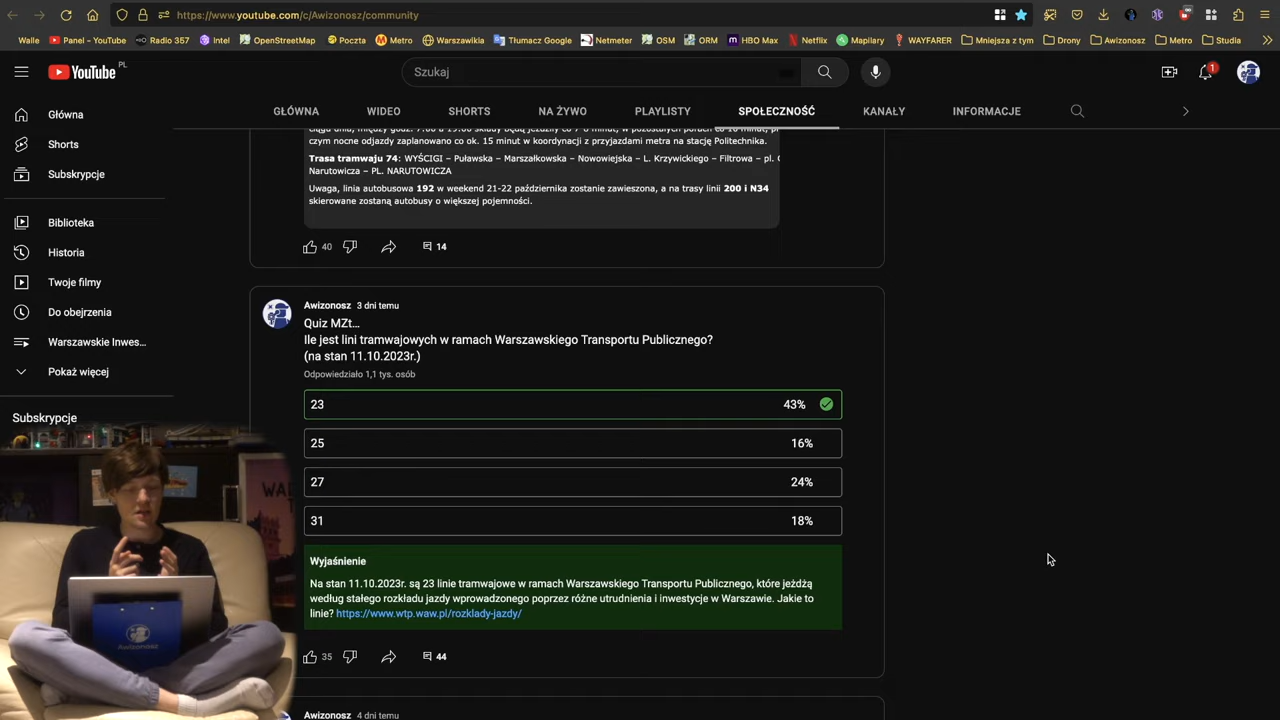 https://www.youtube.com/c/Awizonosz/community
Walle
Panel – YouTube
Radio 357
Intel
OpenStreetMap
Poczta
Metro
Warszawikia
Tłumacz Google
Netmeter
OSM
ORM
HBO Max
Netflix
Mapilary
WAYFARER
Mniejsza z tym
Drony
Awizonosz
Metro
Studia
YouTube PL
Szukaj
1
GŁÓWNA
WIDEO
SHORTS
NA ŻYWO
PLAYLISTY
SPOŁECZNOŚĆ
KANAŁY
INFORMACJE
Główna
Shorts
Subskrypcje
Biblioteka
Historia
Twoje filmy
Do obejrzenia
Warszawskie Inwes...
Pokaż więcej
Subskrypcje
czym nocne odjazdy zaplanowano co ok. 15 minut w koordynacji z przyjazdami metra na stację Politechnika.
Trasa tramwaju 74: WYŚCIGI – Puławska – Marszałkowska – Nowowiejska – L. Krzywickiego – Filtrowa – pl.
Narutowicza – PL. NARUTOWICZA
Uwaga, linia autobusowa 192 w weekend 21-22 października zostanie zawieszona, a na trasy linii 200 i N34
skierowane zostaną autobusy o większej pojemności.
40
14
Awizonosz 3 dni temu
Quiz MZt...
Ile jest lini tramwajowych w ramach Warszawskiego Transportu Publicznego?
(na stan 11.10.2023r.)
Odpowiedziało 1,1 tys. osób
23 43%
25 16%
27 24%
31 18%
Wyjaśnienie
Na stan 11.10.2023r. są 23 linie tramwajowe w ramach Warszawskiego Transportu Publicznego, które jeżdżą
według stałego rozkładu jazdy wprowadzonego poprzez różne utrudnienia i inwestycje w Warszawie. Jakie to
linie? https://www.wtp.waw.pl/rozklady-jazdy/
35
44
Awizonosz 4 dni temu
Awizonosz